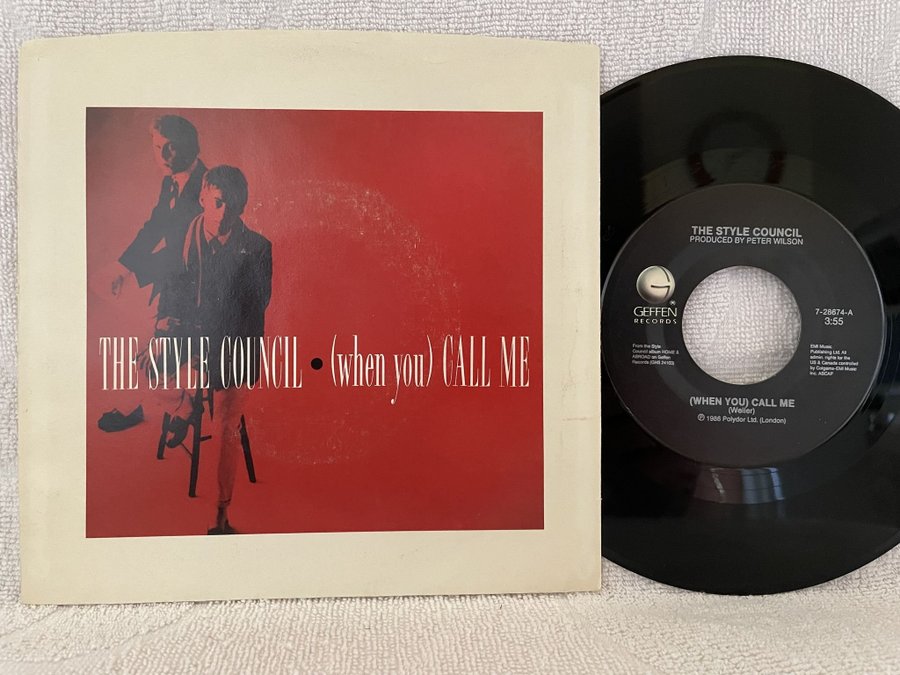 THE STYLE COUNCIL • (when you) CALL ME
THE STYLE COUNCIL
PRODUCED BY PETER WILSON
GEFFEN
RECORDS
7-28674-A
3:55
From the Style
Council album HOME &
ABROAD on Geffen
Records (GHS 24103)
EMI Music
Publishing Ltd. All
admin. rights for the
US & Canada controlled
by Colgems-EMI Music
Inc. ASCAP
(WHEN YOU) CALL ME
(Weller)
℗ 1986 Polydor Ltd. (London)